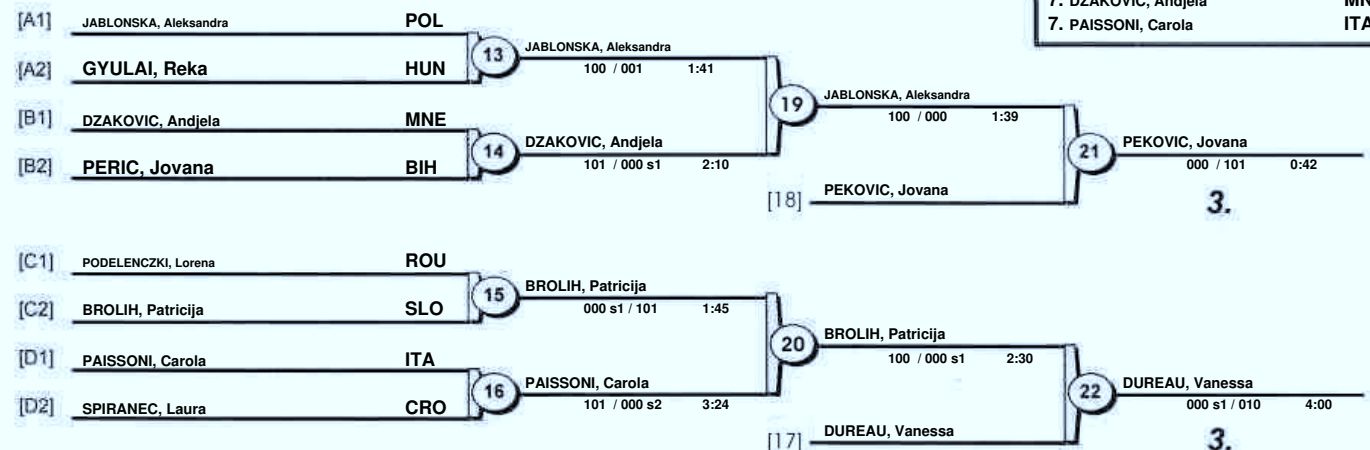 7. DZAKOVIC, Andjela
7. PAISSONI, Carola ITA
[A1] JABLONSKA, Aleksandra POL
13 JABLONSKA, Aleksandra
100 / 001 1:41
[A2] GYULAI, Reka HUN
19 JABLONSKA, Aleksandra
100 / 000 1:39
[B1] DZAKOVIC, Andjela MNE
14 DZAKOVIC, Andjela
101 / 000 s1 2:10
[B2] PERIC, Jovana BIH
21 PEKOVIC, Jovana
000 / 101 0:42
[18] PEKOVIC, Jovana
3.
[C1] PODELENCZKI, Lorena ROU
15 BROLIH, Patricija
000 s1 / 101 1:45
[C2] BROLIH, Patricija SLO
20 BROLIH, Patricija
100 / 000 s1 2:30
[D1] PAISSONI, Carola ITA
16 PAISSONI, Carola
101 / 000 s2 3:24
[D2] SPIRANEC, Laura CRO
22 DUREAU, Vanessa
000 s1 / 010 4:00
[17] DUREAU, Vanessa
3.